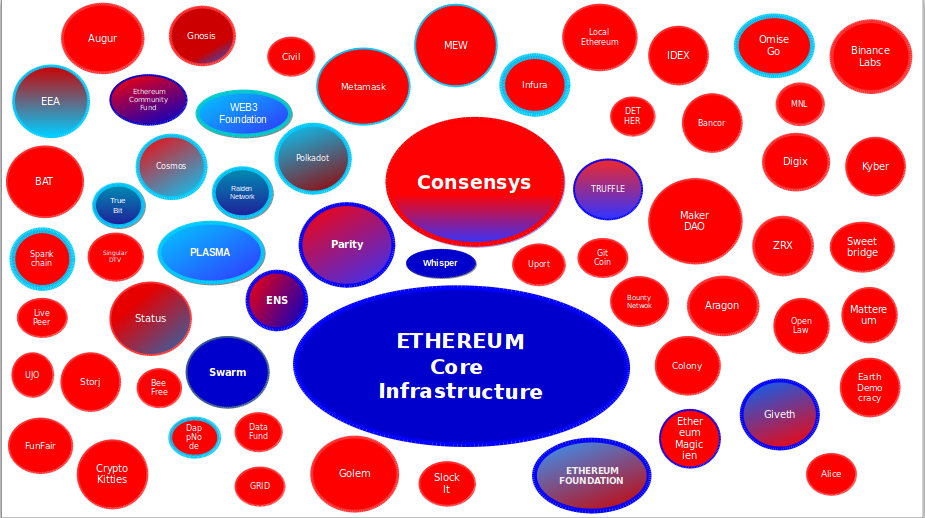 Augur
Gnosis
Civil
Metamask
MEW
Infura
Local
Ethereum
IDEX
Omise
Go
Binance
Labs
EEA
Ethereum
Community
Fund
WEB3
Foundation
DET
HER
Bancor
MNL
Cosmos
Polkadot
Digix
Kyber
BAT
True
Bit
Raiden
Network
Consensys
TRUFFLE
Maker
DAO
Spank
chain
Singular
DTV
PLASMA
Parity
Whisper
Uport
Git
Coin
ZRX
Sweet
bridge
Live
Peer
Status
ENS
Bounty
Netwok
Aragon
Open
Law
Mattere
um
ETHEREUM
Core
Infrastructure
UJO
Storj
Bee
Free
Swarm
Colony
Earth
Demo
cracy
FunFair
Crypto
Kitties
Dap
pNo
de
Data
Fund
GRID
Golem
Slock
It
ETHEREUM
FOUNDATION
Ether
eum
Magic
ien
Giveth
Alice